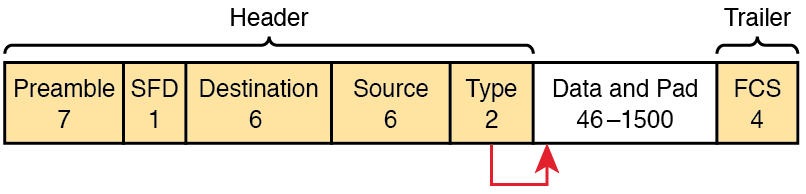 Header Trailer
Preamble SFD Destination Source Type Data and Pad FCS
7 1 6 6 2 46–1500 4